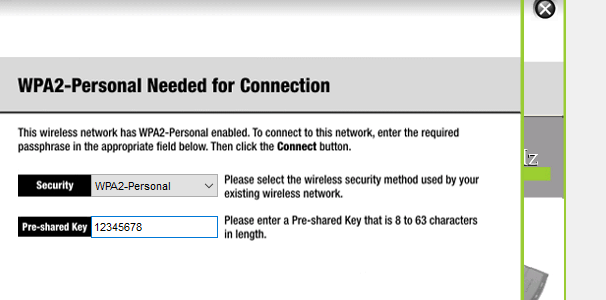 WPA2-Personal Needed for Connection
This wireless network has WPA2-Personal enabled. To connect to this network, enter the required
passphrase in the appropriate field below. Then click the Connect button.
Security WPA2-Personal Please select the wireless security method used by your
existing wireless network.
Pre-shared Key 12345678 Please enter a Pre-shared Key that is 8 to 63 characters
in length.